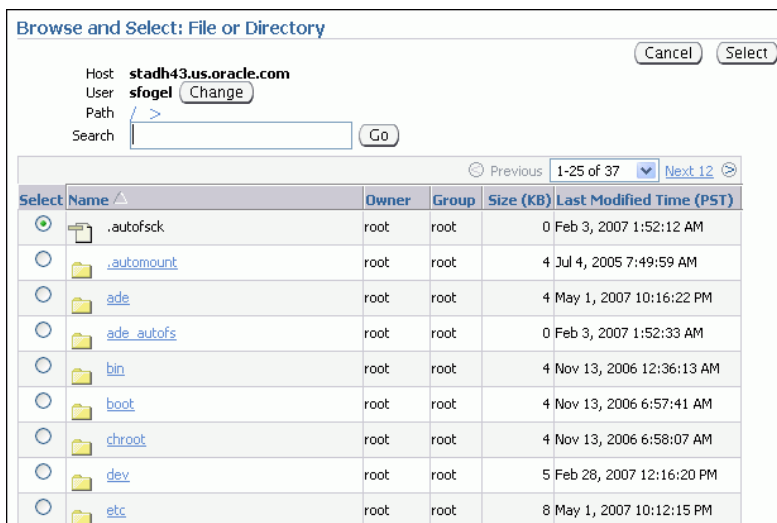 Browse and Select: File or Directory
Cancel Select
Host stadh43.us.oracle.com
User sfogel Change
Path / >
Search Go
Previous 1-25 of 37 Next 12
Select Name Owner Group Size (KB) Last Modified Time (PST)
.autofsck root root 0 Feb 3, 2007 1:52:12 AM
.automount root root 4 Jul 4, 2005 7:49:59 AM
ade root root 4 May 1, 2007 10:16:22 PM
ade_autofs root root 0 Feb 3, 2007 1:52:33 AM
bin root root 4 Nov 13, 2006 12:36:13 AM
boot root root 4 Nov 13, 2006 6:57:41 AM
chroot root root 4 Nov 13, 2006 6:58:07 AM
dev root root 5 Feb 28, 2007 12:16:20 PM
etc root root 8 May 1, 2007 10:12:15 PM